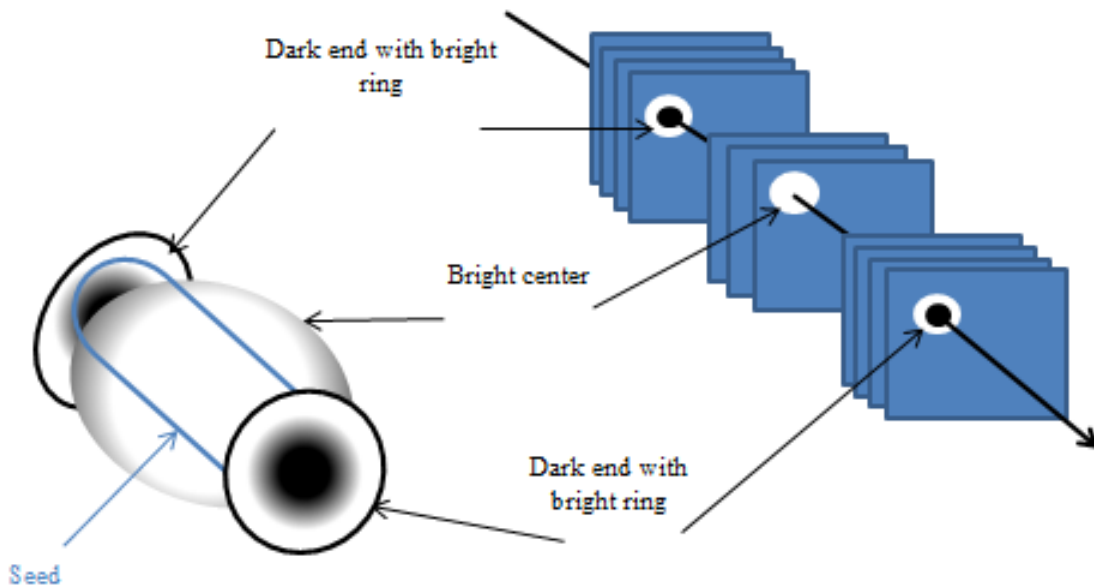 Dark end with bright
ring
Bright center
Dark end with
bright ring
Seed